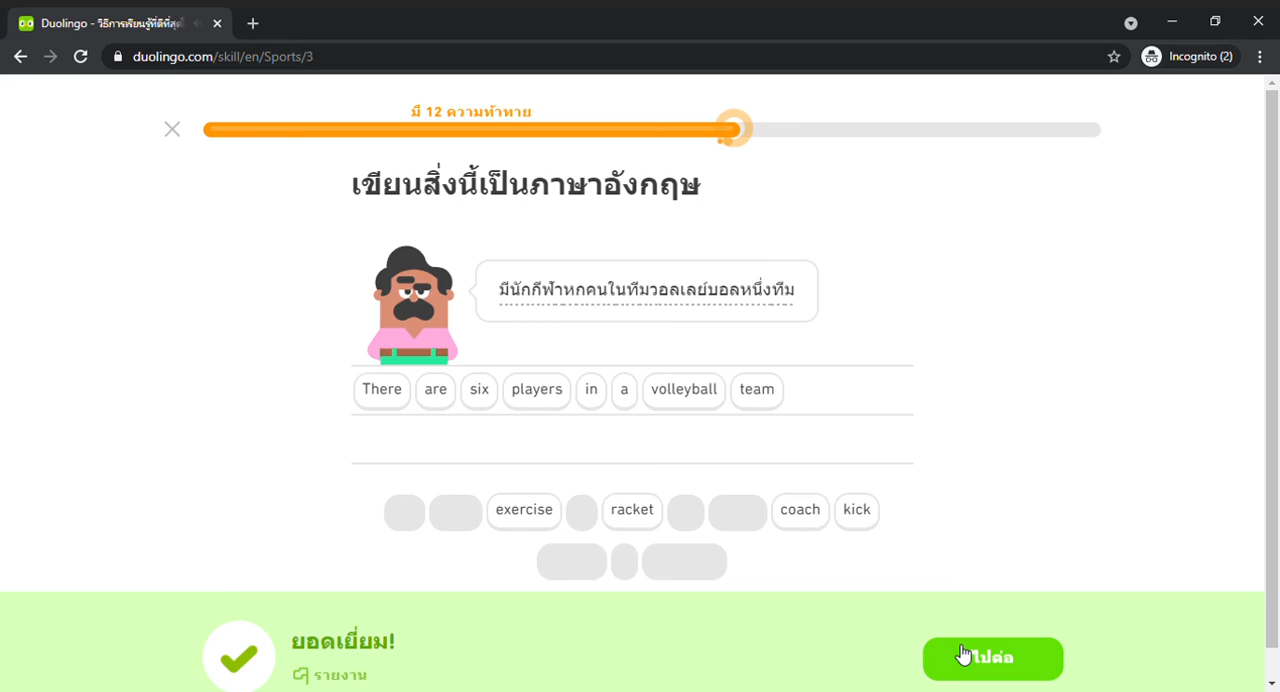 Duolingo - วิธีการเรียนรู้ที่ดีที่สุด
duolingo.com/skill/en/Sports/3
Incognito (2)
มี 12 ความท้าทาย
เขียนสิ่งนี้เป็นภาษาอังกฤษ
มีนักกีฬาหกคนในทีมวอลเลย์บอลหนึ่งทีม
There are six players in a volleyball team
exercise racket coach kick
ยอดเยี่ยม!
รายงาน
ไปต่อ